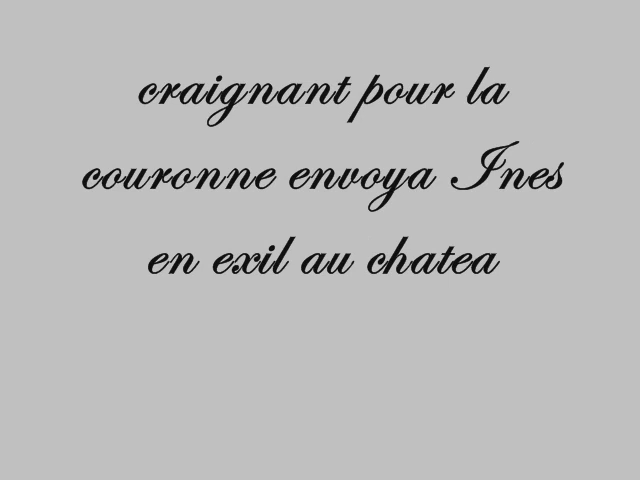 craignant pour la
couronne envoya Ines
en exil au chatea